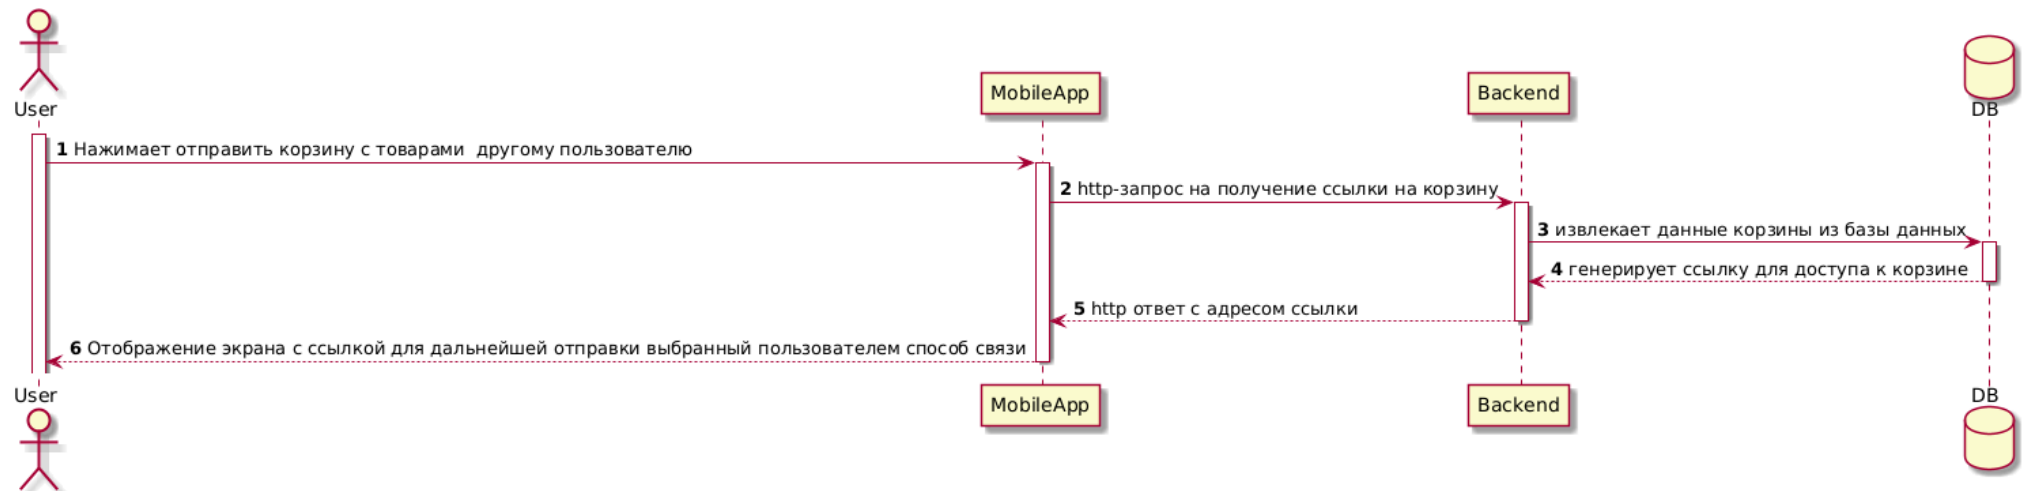 User
MobileApp
Backend
DB
1 Нажимает отправить корзину с товарами  другому пользователю
2 http-запрос на получение ссылки на корзину
3 извлекает данные корзины из базы данных
4 генерирует ссылку для доступа к корзине
5 http ответ с адресом ссылки
6 Отображение экрана с ссылкой для дальнейшей отправки выбранный пользователем способ связи
User
MobileApp
Backend
DB